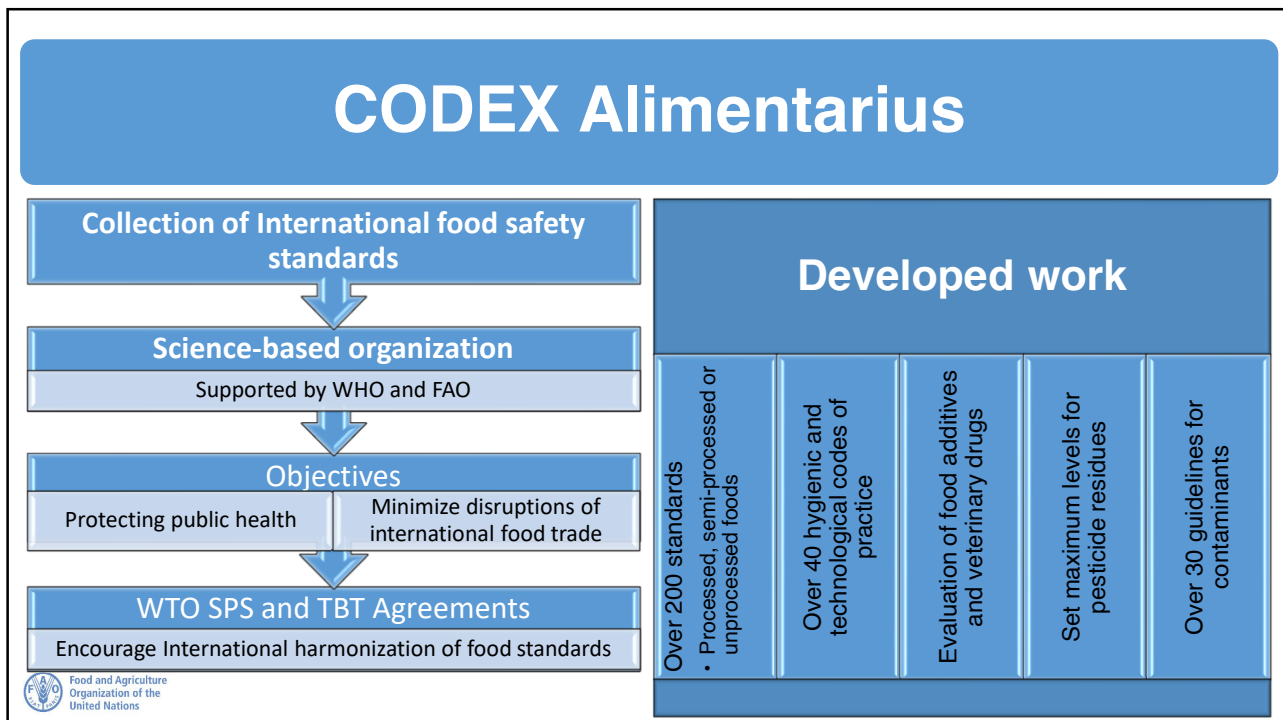 CODEX Alimentarius
Collection of International food safety
standards
Science-based organization
Supported by WHO and FAO
Objectives
Protecting public health
Minimize disruptions of
international food trade
WTO SPS and TBT Agreements
Encourage International harmonization of food standards
Food and Agriculture
Organization of the
United Nations
Developed work
Over 200 standards
• Processed, semi-processed or
unprocessed foods
Over 40 hygienic and
technological codes of
practice
Evaluation of food additives
and veterinary drugs
Set maximum levels for
pesticide residues
Over 30 guidelines for
contaminants